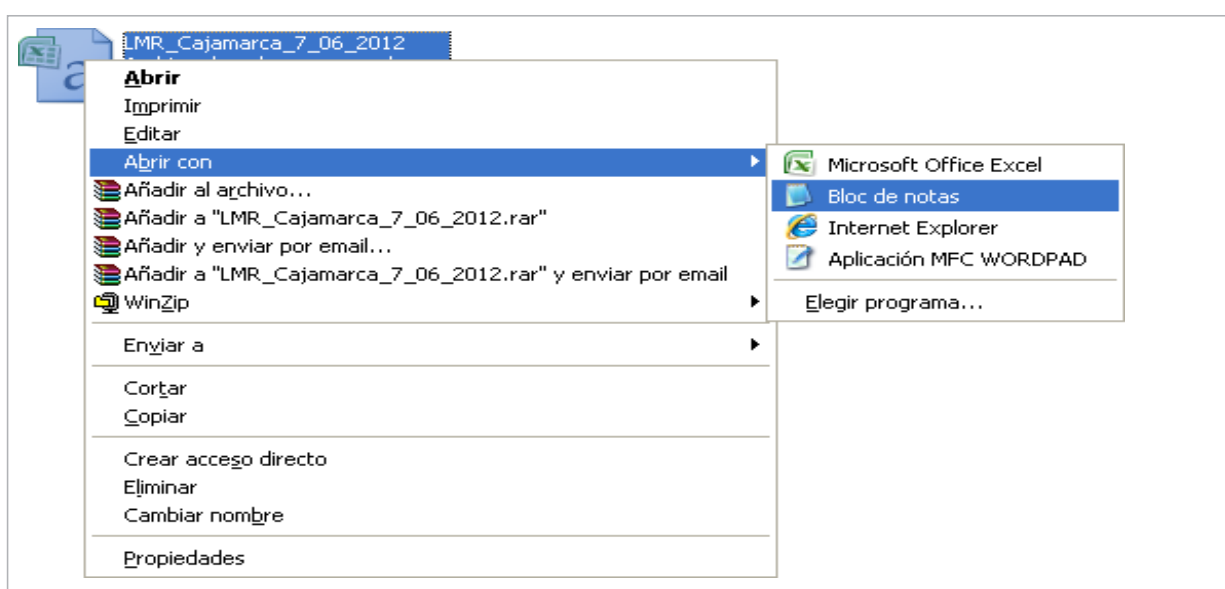 LMR_Cajamarca_7_06_2012
Abrir
Imprimir
Editar
Abrir con
Añadir al archivo...
Añadir a "LMR_Cajamarca_7_06_2012.rar"
Añadir y enviar por email...
Añadir a "LMR_Cajamarca_7_06_2012.rar" y enviar por email
WinZip
Enviar a
Cortar
Copiar
Crear acceso directo
Eliminar
Cambiar nombre
Propiedades
Microsoft Office Excel
Bloc de notas
Internet Explorer
Aplicación MFC WORDPAD
Elegir programa...